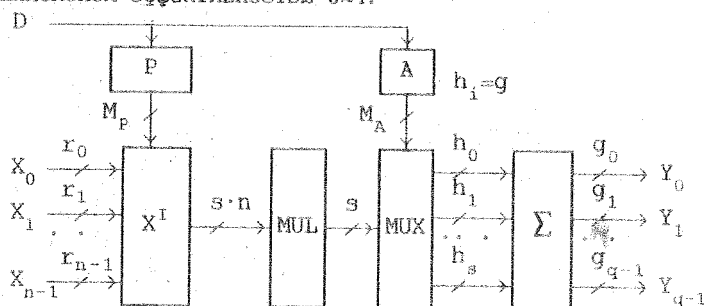 D
P A
h_i=g
M_p M_A
X_0 r_0 h_0 g_0 Y_0
X_i r_1 X^I s·n MUL s MUX h_1 Σ g_1 Y_1
. . . . .
X_{n-1} r_{n-1} h_s g_{q-1} Y_{q-1}